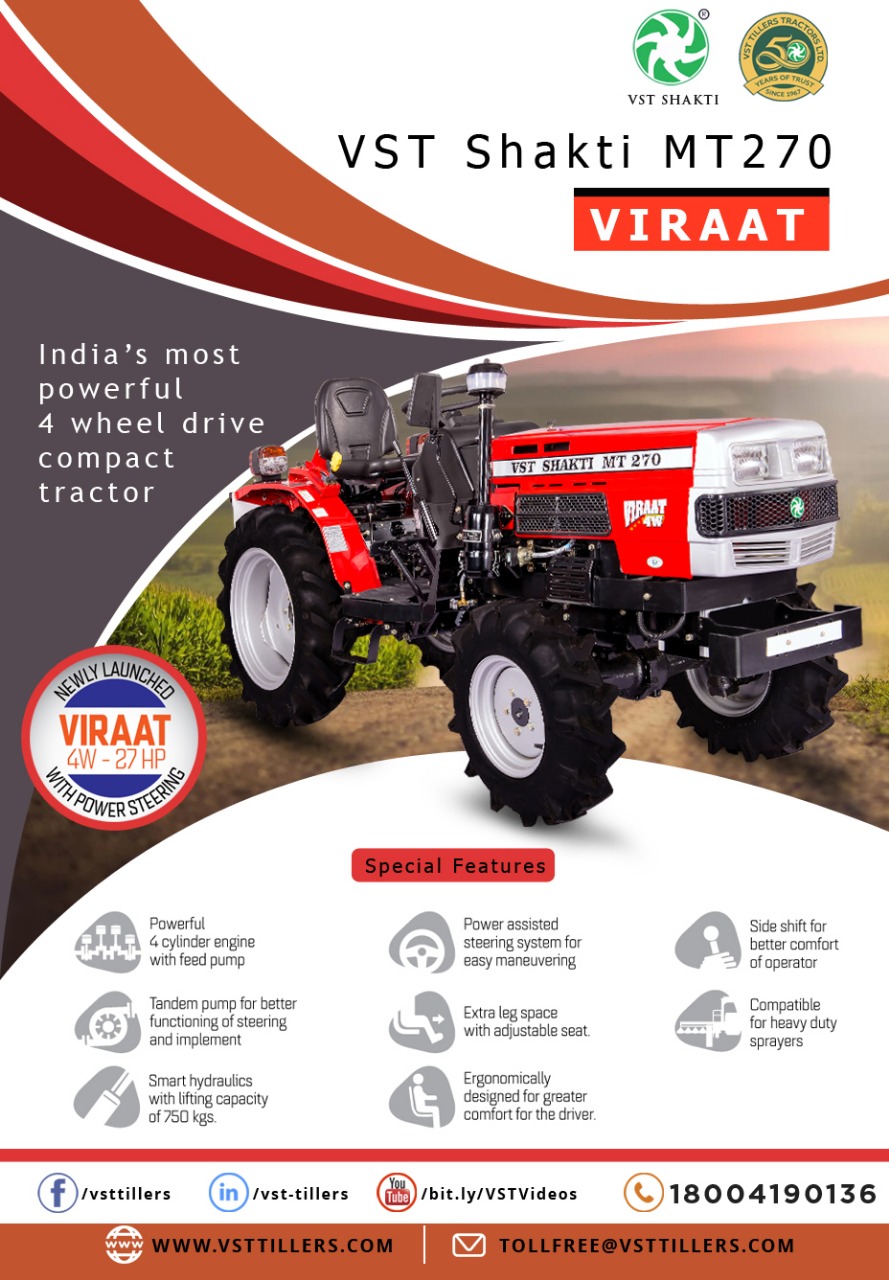 VST SHAKTI
®
VST TILLERS TRACTORS LTD.
50
YEARS OF TRUST
SINCE 1967
VST Shakti MT270
VIRAAT
India's most
powerful
4 wheel drive
compact
tractor
VST SHAKTI MT 270
VIRAAT
4W
NEWLY LAUNCHED
VIRAAT
4W - 27 HP
WITH POWER STEERING
Special Features
Powerful
4 cylinder engine
with feed pump
Power assisted
steering system for
easy maneuvering
Side shift for
better comfort
of operator
Tandem pump for better
functioning of steering
and implement
Extra leg space
with adjustable seat.
Compatible
for heavy duty
sprayers
Smart hydraulics
with lifting capacity
of 750 kgs.
Ergonomically
designed for greater
comfort for the driver.
f /vsttillers
in /vst-tillers
You
Tube
/bit.ly/VSTVideos
18004190136
www
WWW.VSTTILLERS.COM
TOLLFREE@VSTTILLERS.COM